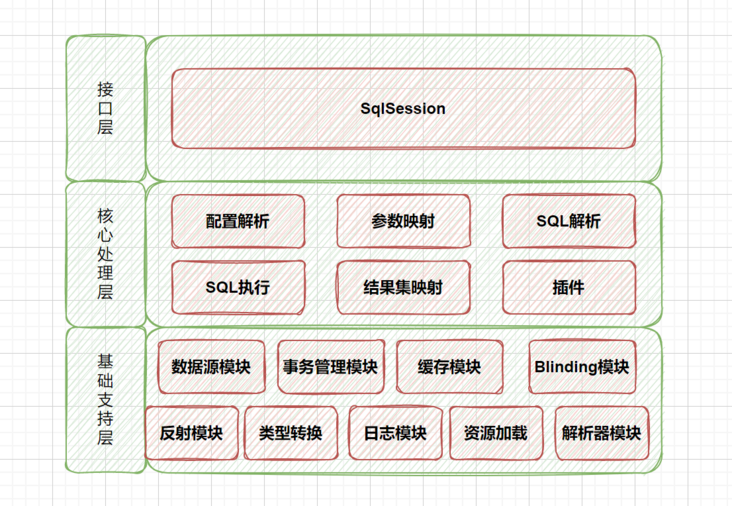 接口层
SqlSession
核心处理层
配置解析
参数映射
SQL解析
SQL执行
结果集映射
插件
基础支持层
数据源模块
事务管理模块
缓存模块
Blinding模块
反射模块
类型转换
日志模块
资源加载
解析器模块